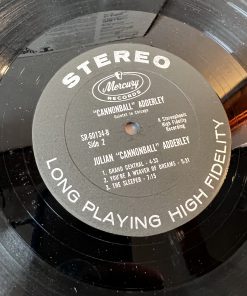 STEREO
Mercury
RECORDS
"CANNONBALL" ADDERLEY
Quintet in Chicago
SR-60134-B
Side 2
A Stereophonic
High Fidelity
Recording
JULIAN "CANNONBALL" ADDERLEY
1. GRAND CENTRAL - 4:33
2. YOU'RE A WEAVER OF DREAMS - 5:31
3. THE SLEEPER - 7:15
LONG PLAYING HIGH FIDELITY